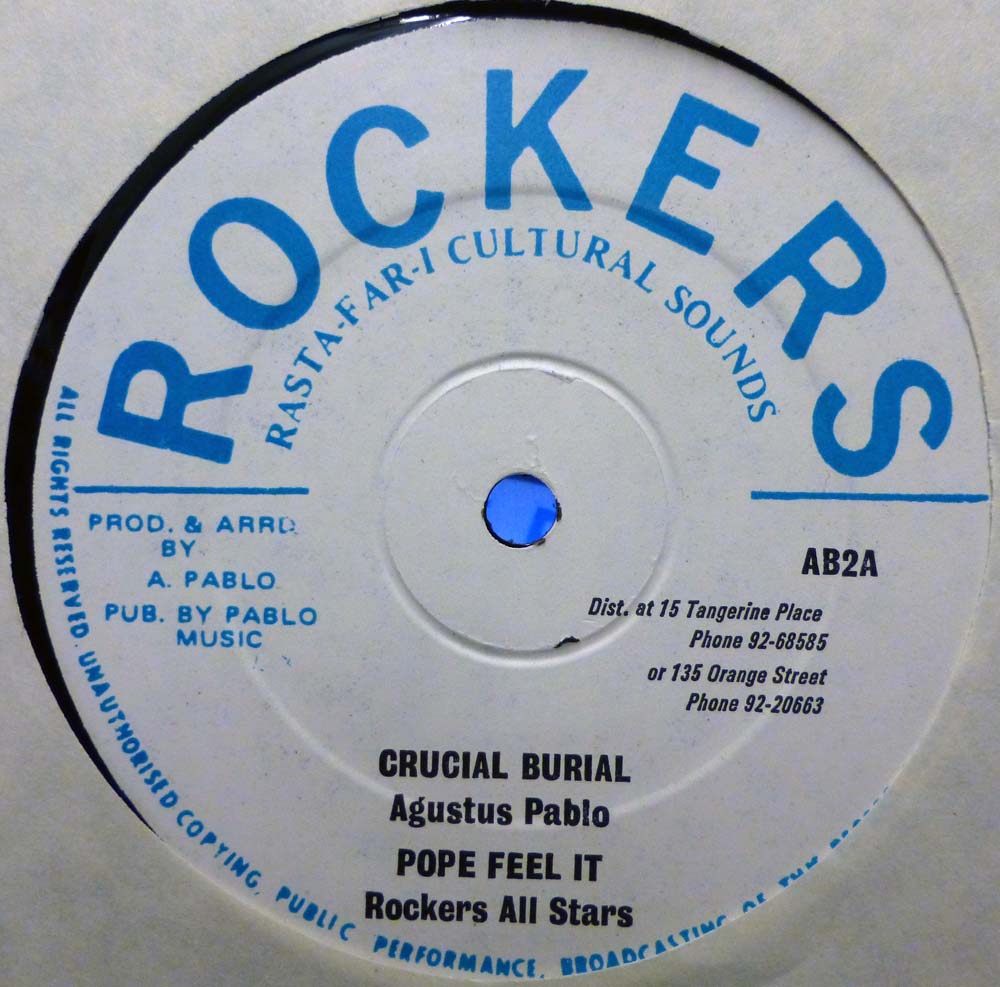 ROCKERS
RASTA-FAR-I CULTURAL SOUNDS
PROD. & ARRD.
BY
A. PABLO
PUB. BY PABLO
MUSIC
AB2A
Dist. at 15 Tangerine Place
Phone 92-68585
or 135 Orange Street
Phone 92-20663
CRUCIAL BURIAL
Agustus Pablo
POPE FEEL IT
Rockers All Stars
ALL RIGHTS RESERVED. UNAUTHORISED COPYING, PUBLIC PERFORMANCE, BROADCASTING OF